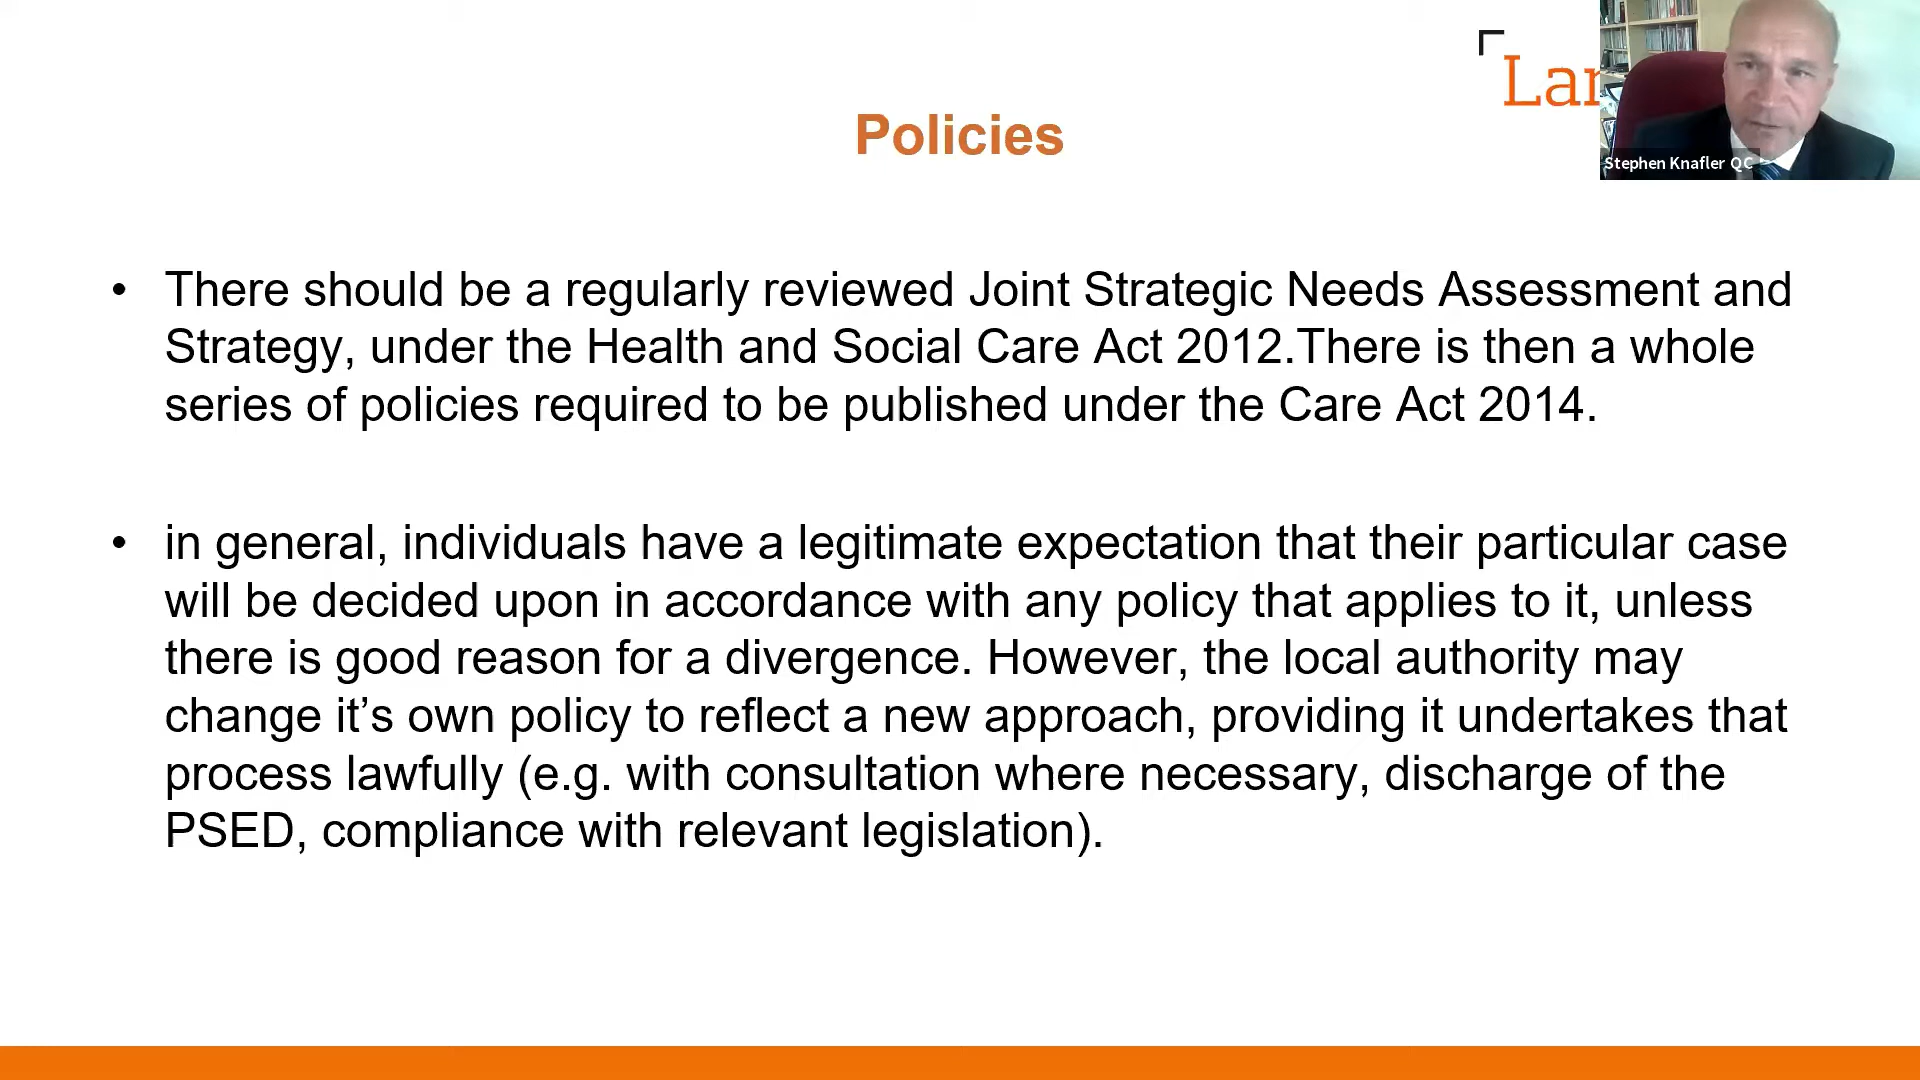 Lan
Stephen Knafler QC
Policies
• There should be a regularly reviewed Joint Strategic Needs Assessment and
Strategy, under the Health and Social Care Act 2012.There is then a whole
series of policies required to be published under the Care Act 2014.
• in general, individuals have a legitimate expectation that their particular case
will be decided upon in accordance with any policy that applies to it, unless
there is good reason for a divergence. However, the local authority may
change it’s own policy to reflect a new approach, providing it undertakes that
process lawfully (e.g. with consultation where necessary, discharge of the
PSED, compliance with relevant legislation).